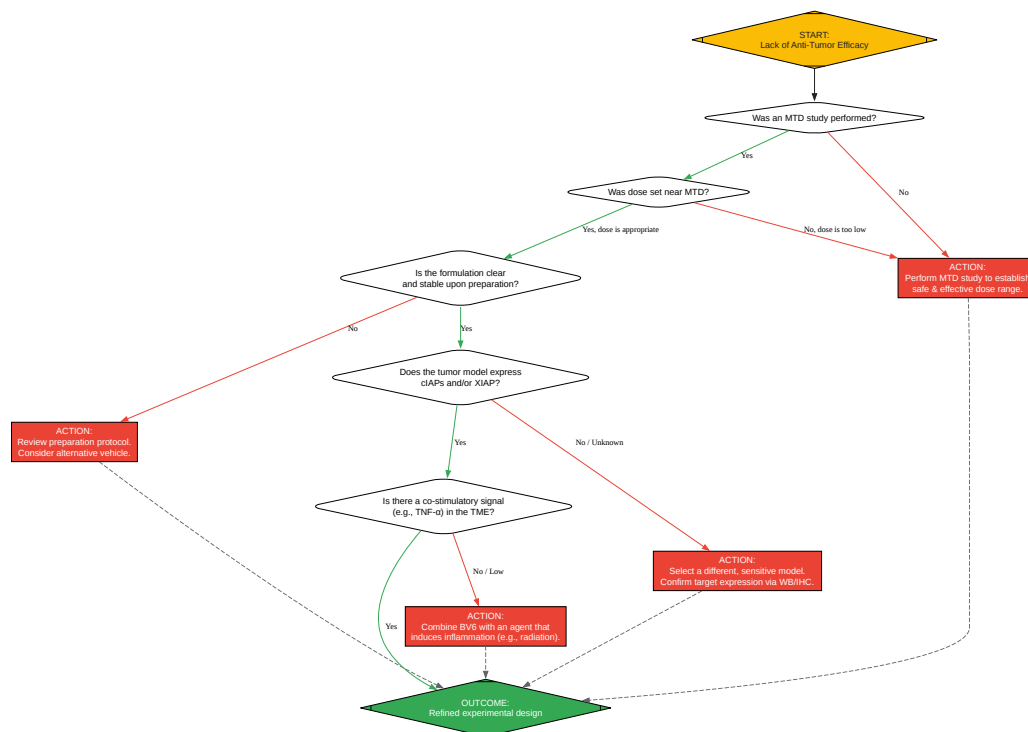 START:
Lack of Anti-Tumor Efficacy
Was an MTD study performed?
Yes
No
Was dose set near MTD?
Yes, dose is appropriate
No, dose is too low
Is the formulation clear
and stable upon preparation?
ACTION:
Perform MTD study to establish
safe & effective dose range.
No
Yes
Does the tumor model express
cIAPs and/or XIAP?
ACTION:
Review preparation protocol.
Consider alternative vehicle.
Yes
No / Unknown
Is there a co-stimulatory signal
(e.g., TNF-α) in the TME?
ACTION:
Select a different, sensitive model.
Confirm target expression via WB/IHC.
No / Low
Yes
ACTION:
Combine BV6 with an agent that
induces inflammation (e.g., radiation).
OUTCOME:
Refined experimental design